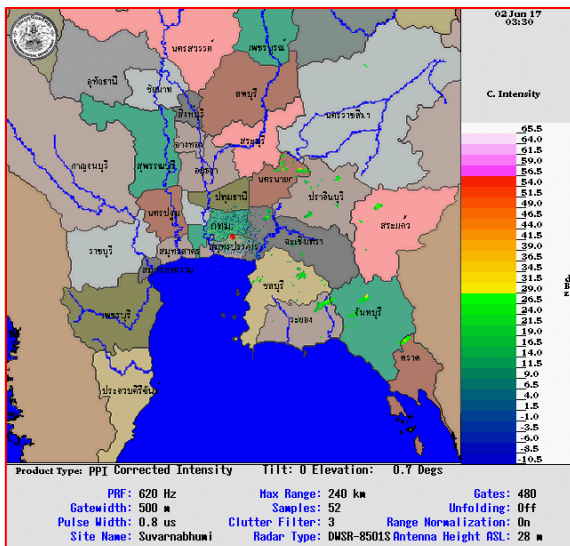 02 Jun 17
03:30
C. Intensity
นครสวรรค์
เพชรบูรณ์
อุทัยธานี
ชัยนาท
ลพบุรี
นครราชสีมา
สิงหบุรี
สระบุรี
อ่างทอง
กาญจนบุรี
สุพรรณบุรี
อยุธยา
นครนายก
ปราจีนบุรี
ปทุมธานี
นครปฐม
สระแก้ว
กทม.
ฉะเชิงเทรา
สมุทรปราการ
ราชบุรี
สมุทรสาคร
สมุทรสงคราม
ชลบุรี
เพชรบุรี
ระยอง
จันทบุรี
ตราด
ประจวบคีรีขันธ์
65.5
64.0
61.5
59.0
56.5
54.0
51.5
49.0
46.5
44.0
41.5
39.0
36.5
34.0
31.5
29.0
26.5
24.0
21.5
19.0
16.5
14.0
11.5
9.0
6.5
4.0
1.5
-1.0
-3.5
-6.0
-8.5
-10.5
Product Type: PPI Corrected Intensity Tilt: 0 Elevation: 0.7 Degs
PRF: 620 Hz Max Range: 240 km Gates: 480
Gatewidth: 500 m Samples: 52 Unfolding: Off
Pulse Width: 0.8 us Clutter Filter: 3 Range Normalization: On
Site Name: Suvarnabhumi Radar Type: DWSR-8501S Antenna Height ASL: 28 m